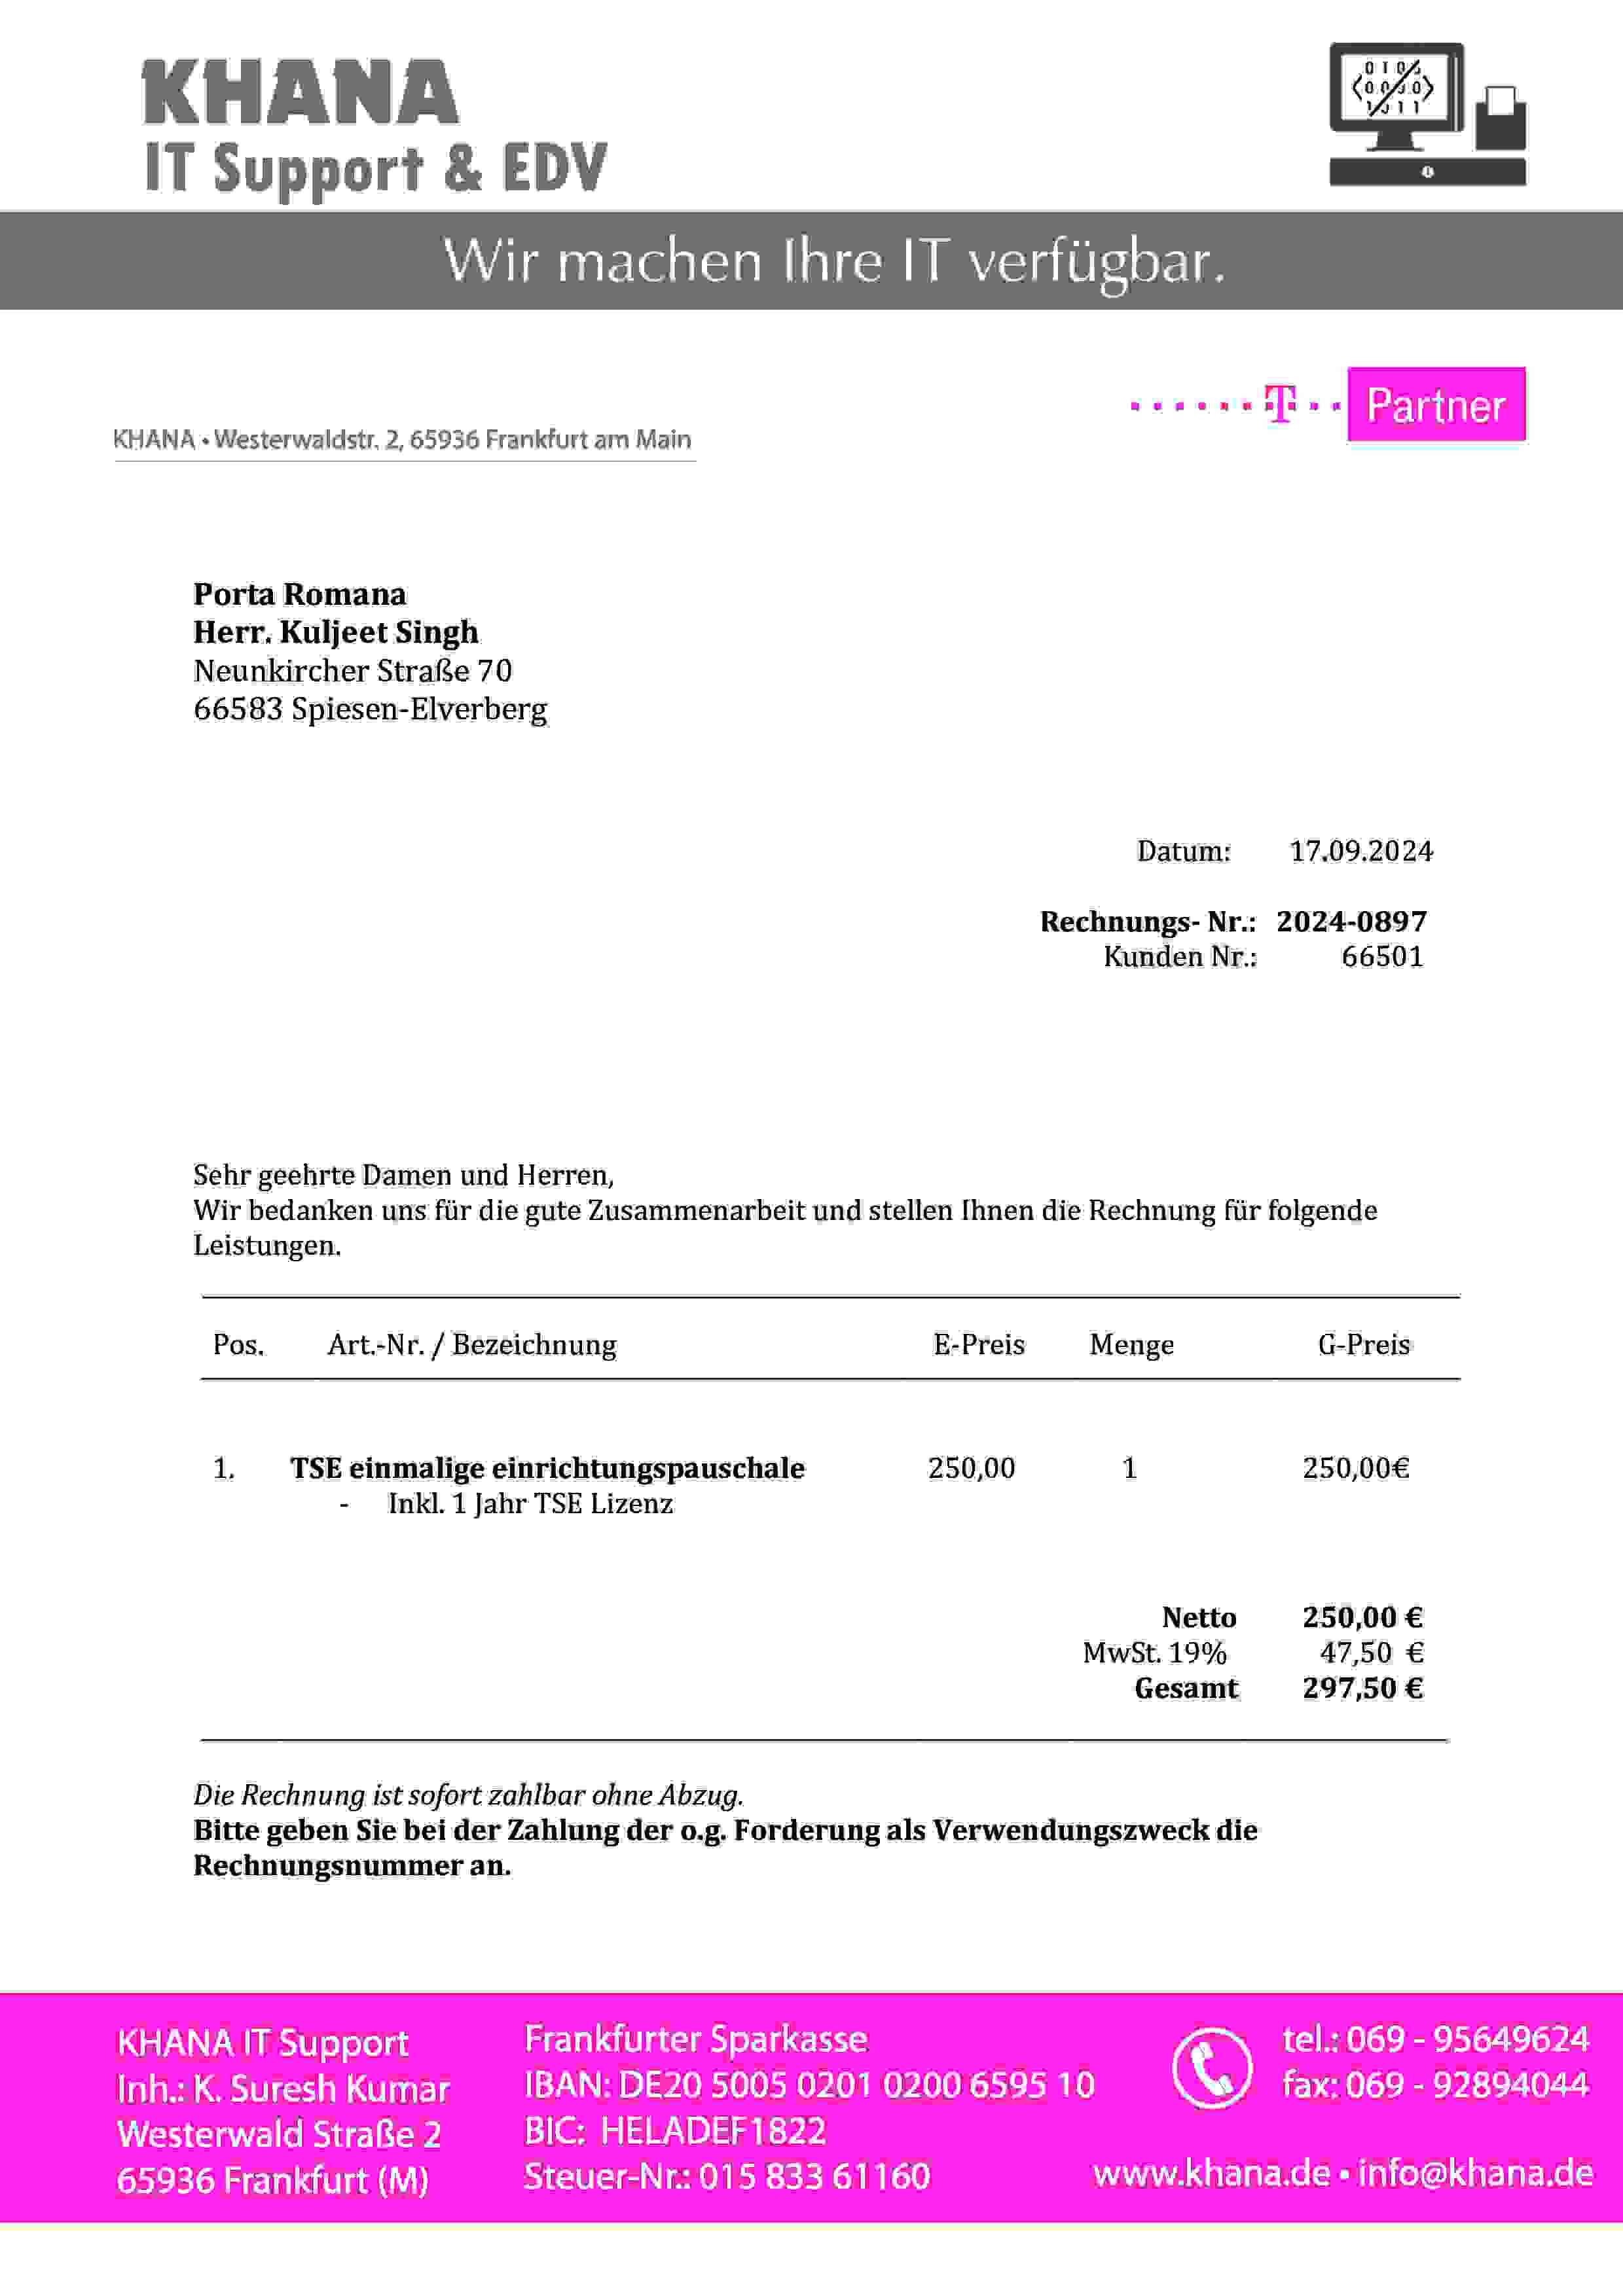 KHANA
IT Support & EDV
Wir machen Ihre IT verfügbar.
T Partner
KHANA • Westerwaldstr. 2, 65936 Frankfurt am Main
Porta Romana
Herr. Kuljeet Singh
Neunkircher Straße 70
66583 Spiesen-Elverberg
Datum: 17.09.2024
Rechnungs- Nr.: 2024-0897
Kunden Nr.: 66501
Sehr geehrte Damen und Herren,
Wir bedanken uns für die gute Zusammenarbeit und stellen Ihnen die Rechnung für folgende
Leistungen.
Pos. Art.-Nr. / Bezeichnung E-Preis Menge G-Preis
1. TSE einmalige einrichtungspauschale 250,00 1 250,00€
- Inkl. 1 Jahr TSE Lizenz
Netto 250,00 €
MwSt. 19% 47,50 €
Gesamt 297,50 €
Die Rechnung ist sofort zahlbar ohne Abzug.
Bitte geben Sie bei der Zahlung der o.g. Forderung als Verwendungszweck die
Rechnungsnummer an.
KHANA IT Support
Inh.: K. Suresh Kumar
Westerwald Straße 2
65936 Frankfurt (M)
Frankfurter Sparkasse
IBAN: DE20 5005 0201 0200 6595 10
BIC: HELADEF1822
Steuer-Nr.: 015 833 61160
tel.: 069 - 95649624
fax: 069 - 92894044
www.khana.de • info@khana.de